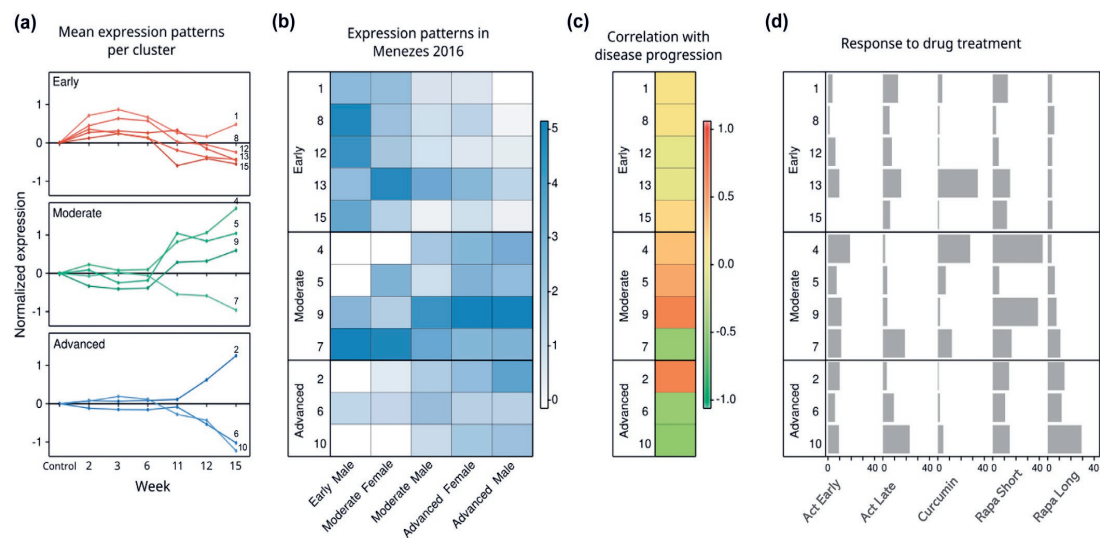 (a)
Mean expression patterns
per cluster
Normalized expression
Early
1
0
-1
1
8
12
13
15
Moderate
1
0
-1
4
5
9
7
Advanced
1
0
-1
2
6
10
Control 2 3 6 11 12 15
Week
(b)
Expression patterns in
Menezes 2016
Early
1
8
12
13
15
Moderate
4
5
9
7
Advanced
2
6
10
Early Male
Moderate Female
Moderate Male
Advanced Female
Advanced Male
5
4
3
2
1
0
(c)
Correlation with
disease progression
Early
1
8
12
13
15
Moderate
4
5
9
7
Advanced
2
6
10
1.0
0.5
0.0
-0.5
-1.0
(d)
Response to drug treatment
Early
1
8
12
13
15
Moderate
4
5
9
7
Advanced
2
6
10
0 40 0 40 0 40 0 40 0 40
Act Early
Act Late
Curcumin
Rapa Short
Rapa Long